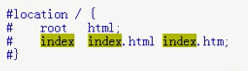 #location / {
#    root   html;
#    index  index.html index.htm;
#}